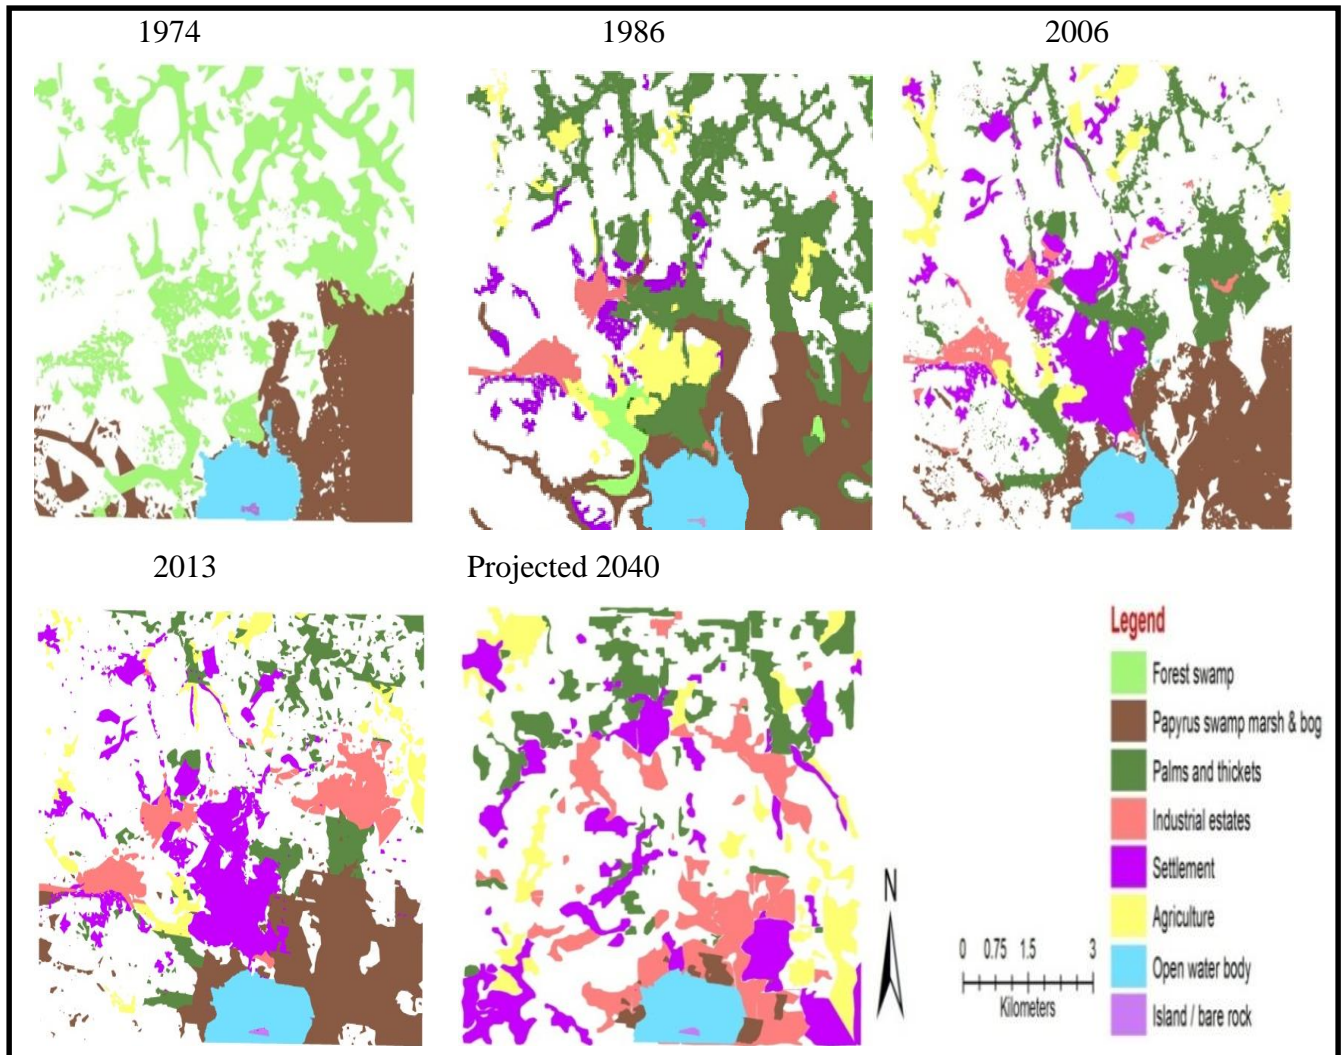 1974
1986
2006
2013
Projected 2040
Legend
Forest swamp
Papyrus swamp marsh & bog
Palms and thickets
Industrial estates
Settlement
Agriculture
Open water body
Island / bare rock
N
0 0.75 1.5 3
Kilometers